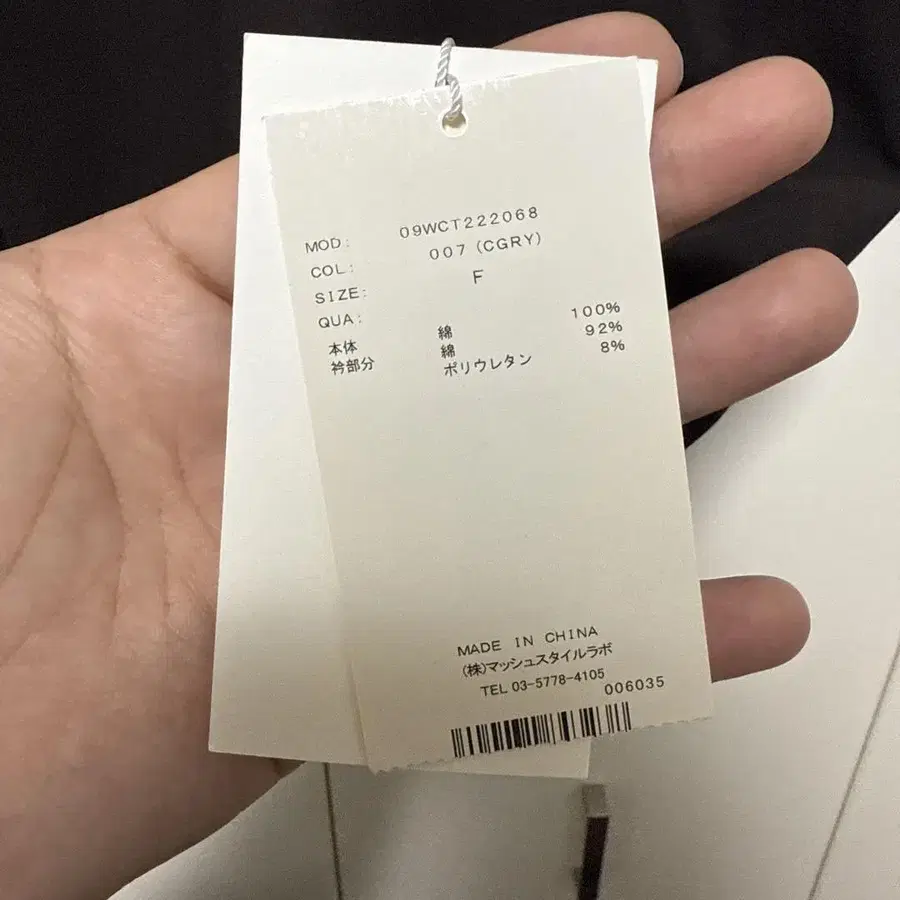 MOD: 09WCT222068
COL: 007 (CGRY)
SIZE: F
QUA:
本体 綿 100%
衿部分 綿 92%
ポリウレタン 8%
MADE IN CHINA
(株)マッシュスタイルラボ
TEL 03-5778-4105
006035